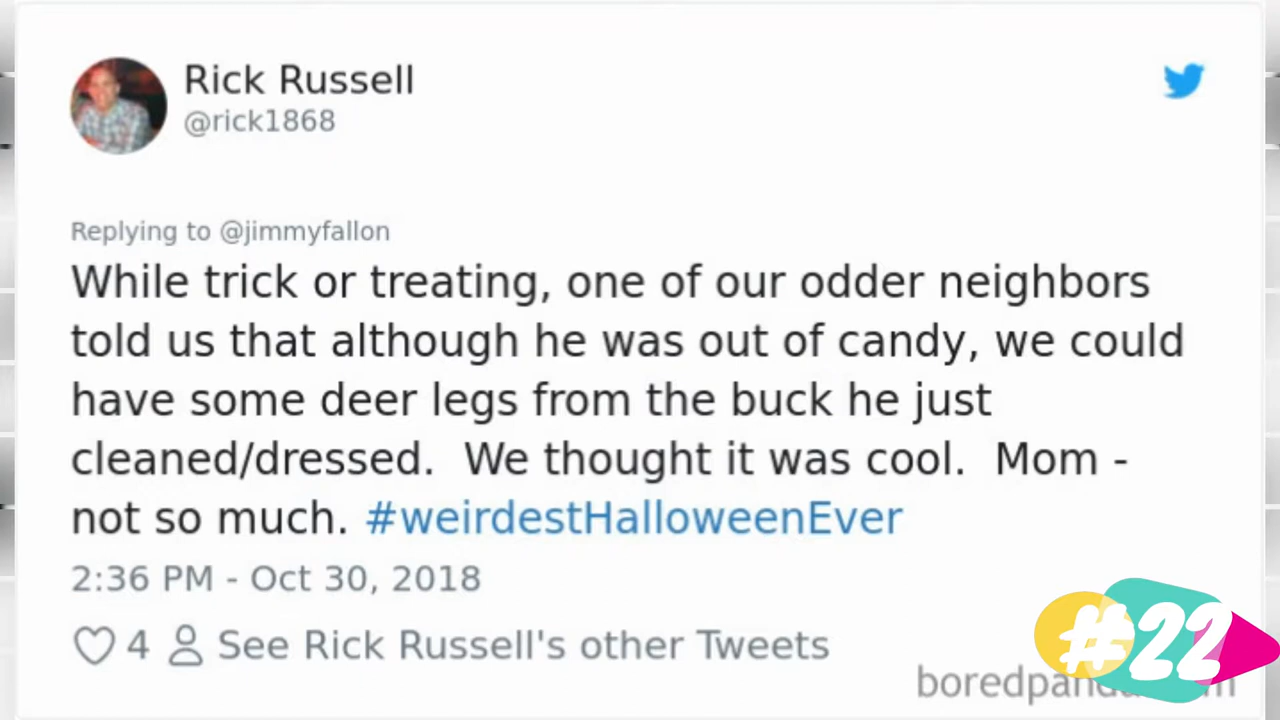 Rick Russell
@rick1868
Replying to @jimmyfallon
While trick or treating, one of our odder neighbors
told us that although he was out of candy, we could
have some deer legs from the buck he just
cleaned/dressed.  We thought it was cool.  Mom -
not so much. #weirdestHalloweenEver
2:36 PM - Oct 30, 2018
4 See Rick Russell's other Tweets
#22